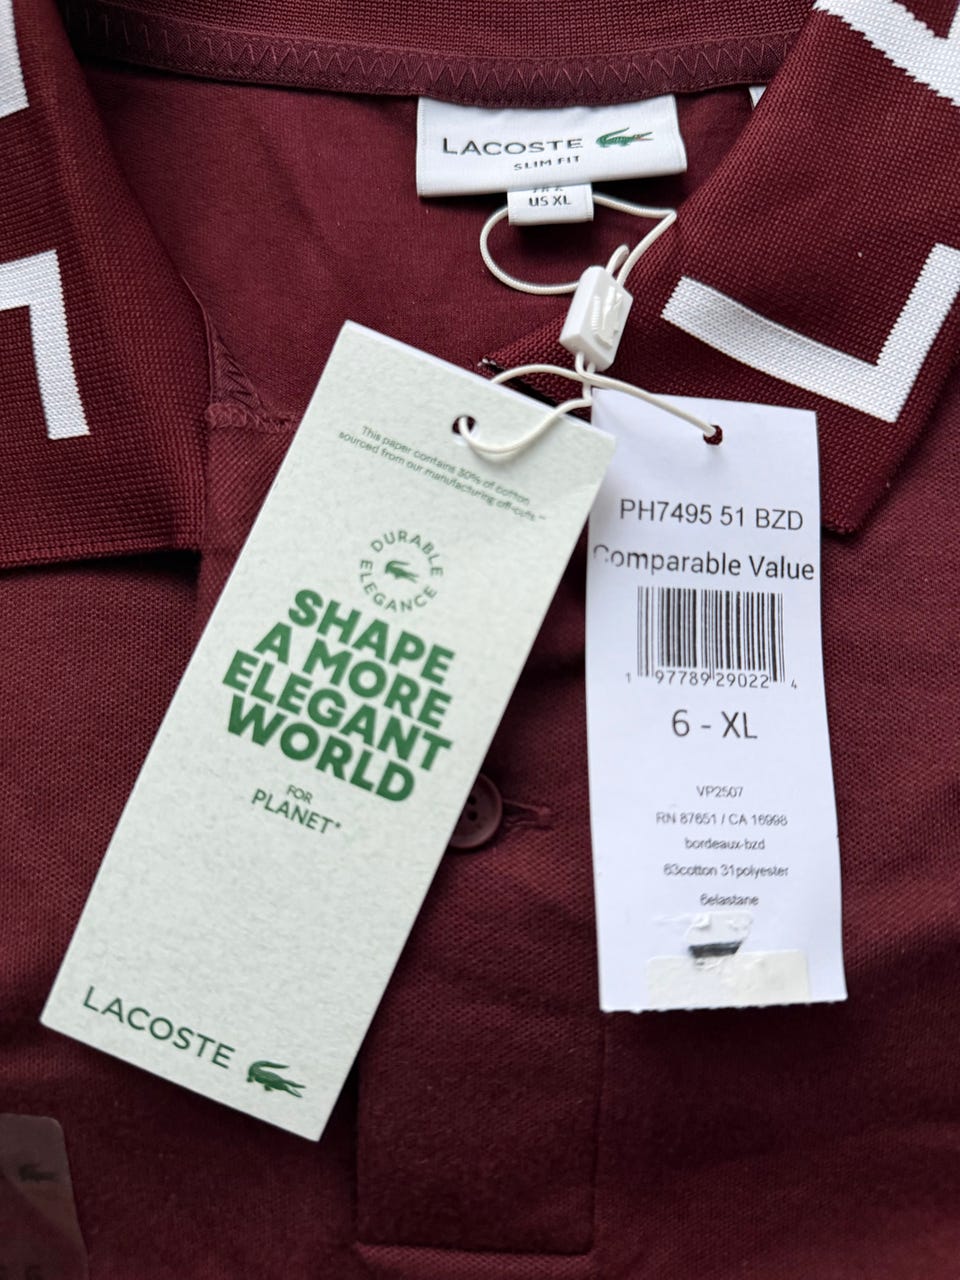 LACOSTE
SLIM FIT
US XL
This paper contains 30% of cotton
sourced from our manufacturing off-cuts.
DURABLE
ELEGANCE
SHAPE
A MORE
ELEGANT
WORLD
FOR
PLANET*
LACOSTE
PH7495 51 BZD
Comparable Value
1 97789 29022 4
6 - XL
VP2507
RN 87651 / CA 16998
bordeaux-bzd
63cotton 31polyester
6elastane